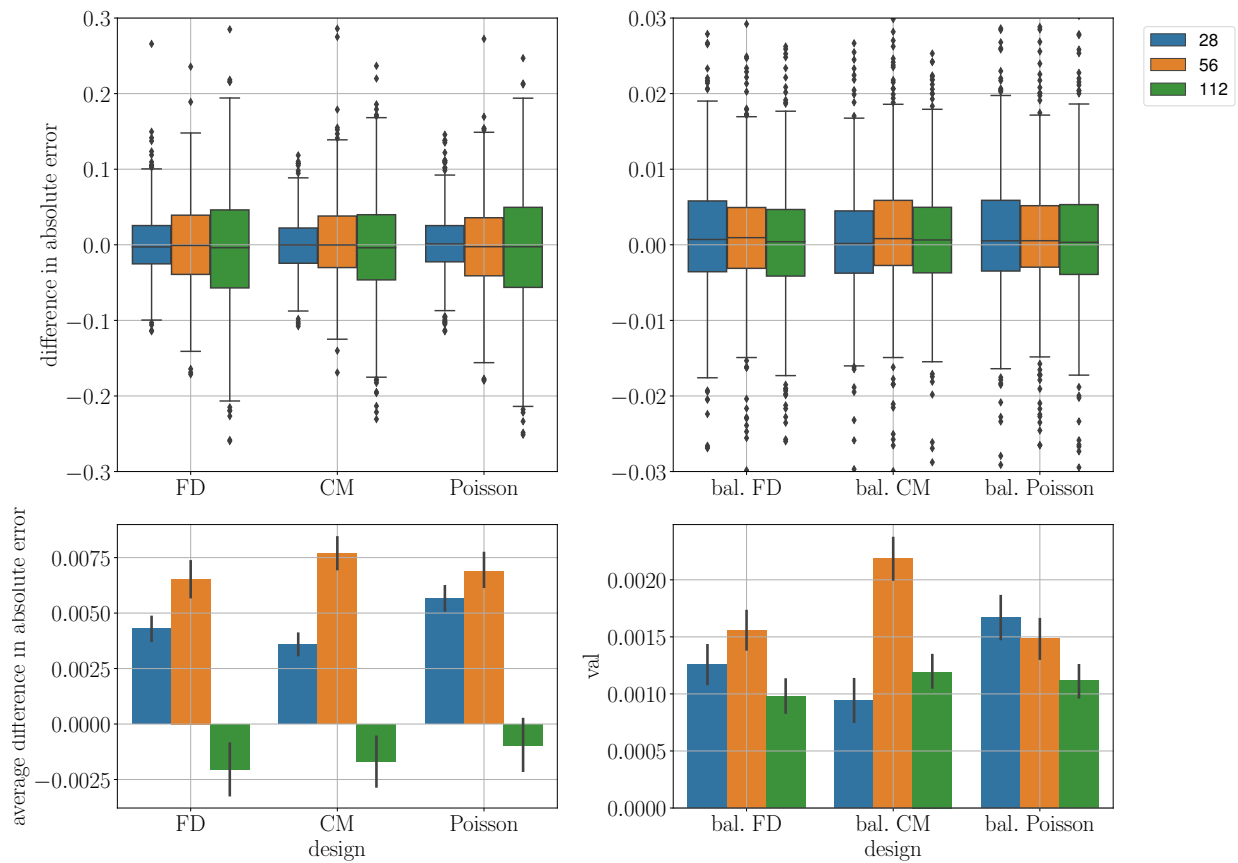 difference in absolute error
0.3
0.2
0.1
0.0
−0.1
−0.2
−0.3
FD
CM
Poisson
0.03
0.02
0.01
0.00
−0.01
−0.02
−0.03
bal. FD
bal. CM
bal. Poisson
28
56
112
average difference in absolute error
0.0075
0.0050
0.0025
0.0000
−0.0025
FD
CM
Poisson
design
val
0.0020
0.0015
0.0010
0.0005
0.0000
bal. FD
bal. CM
bal. Poisson
design